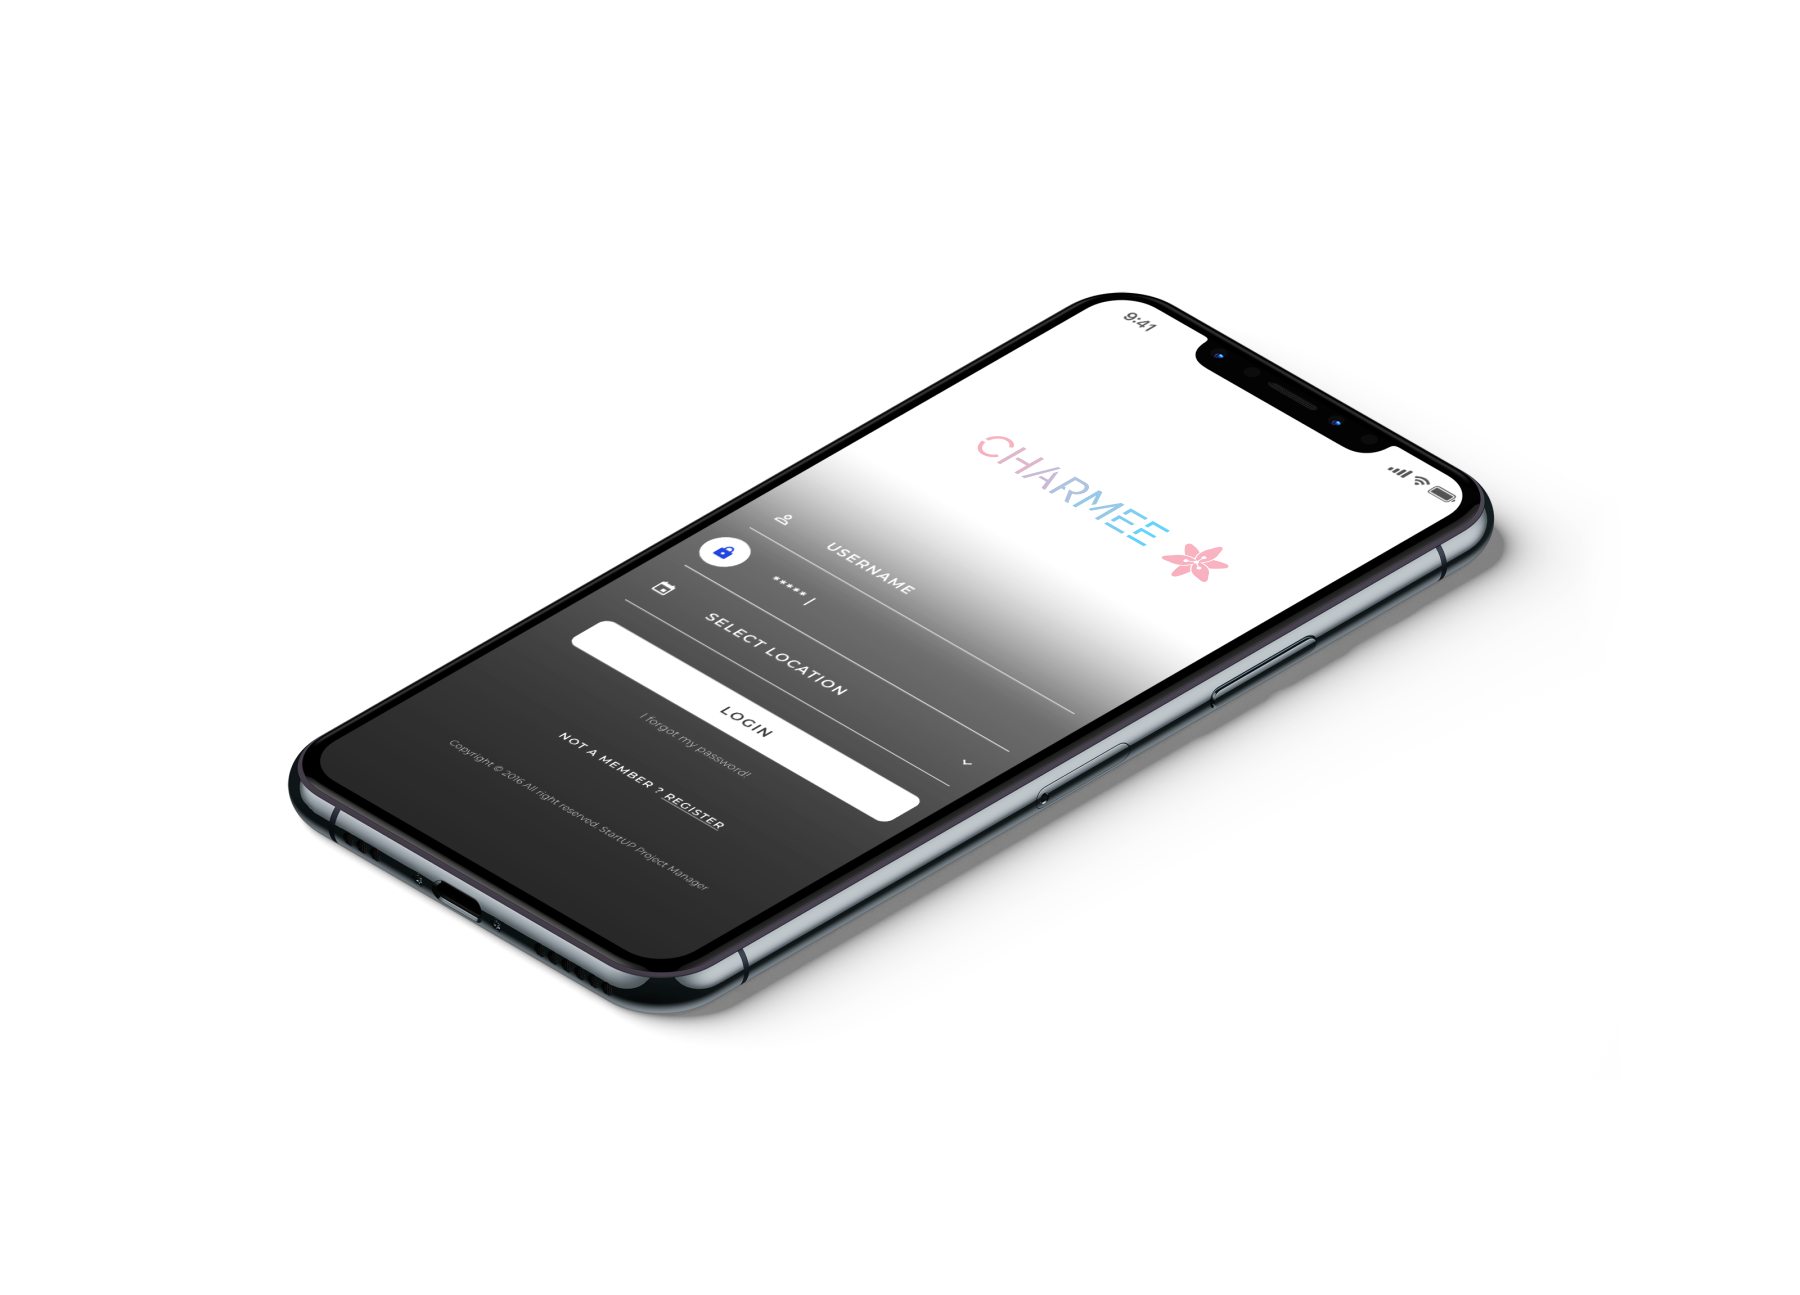 9:41
CHARMEE
USERNAME
***** |
SELECT LOCATION
LOGIN
I forgot my password!
NOT A MEMBER ? REGISTER
Copyright © 2016 All right reserved StartUP Project Manager